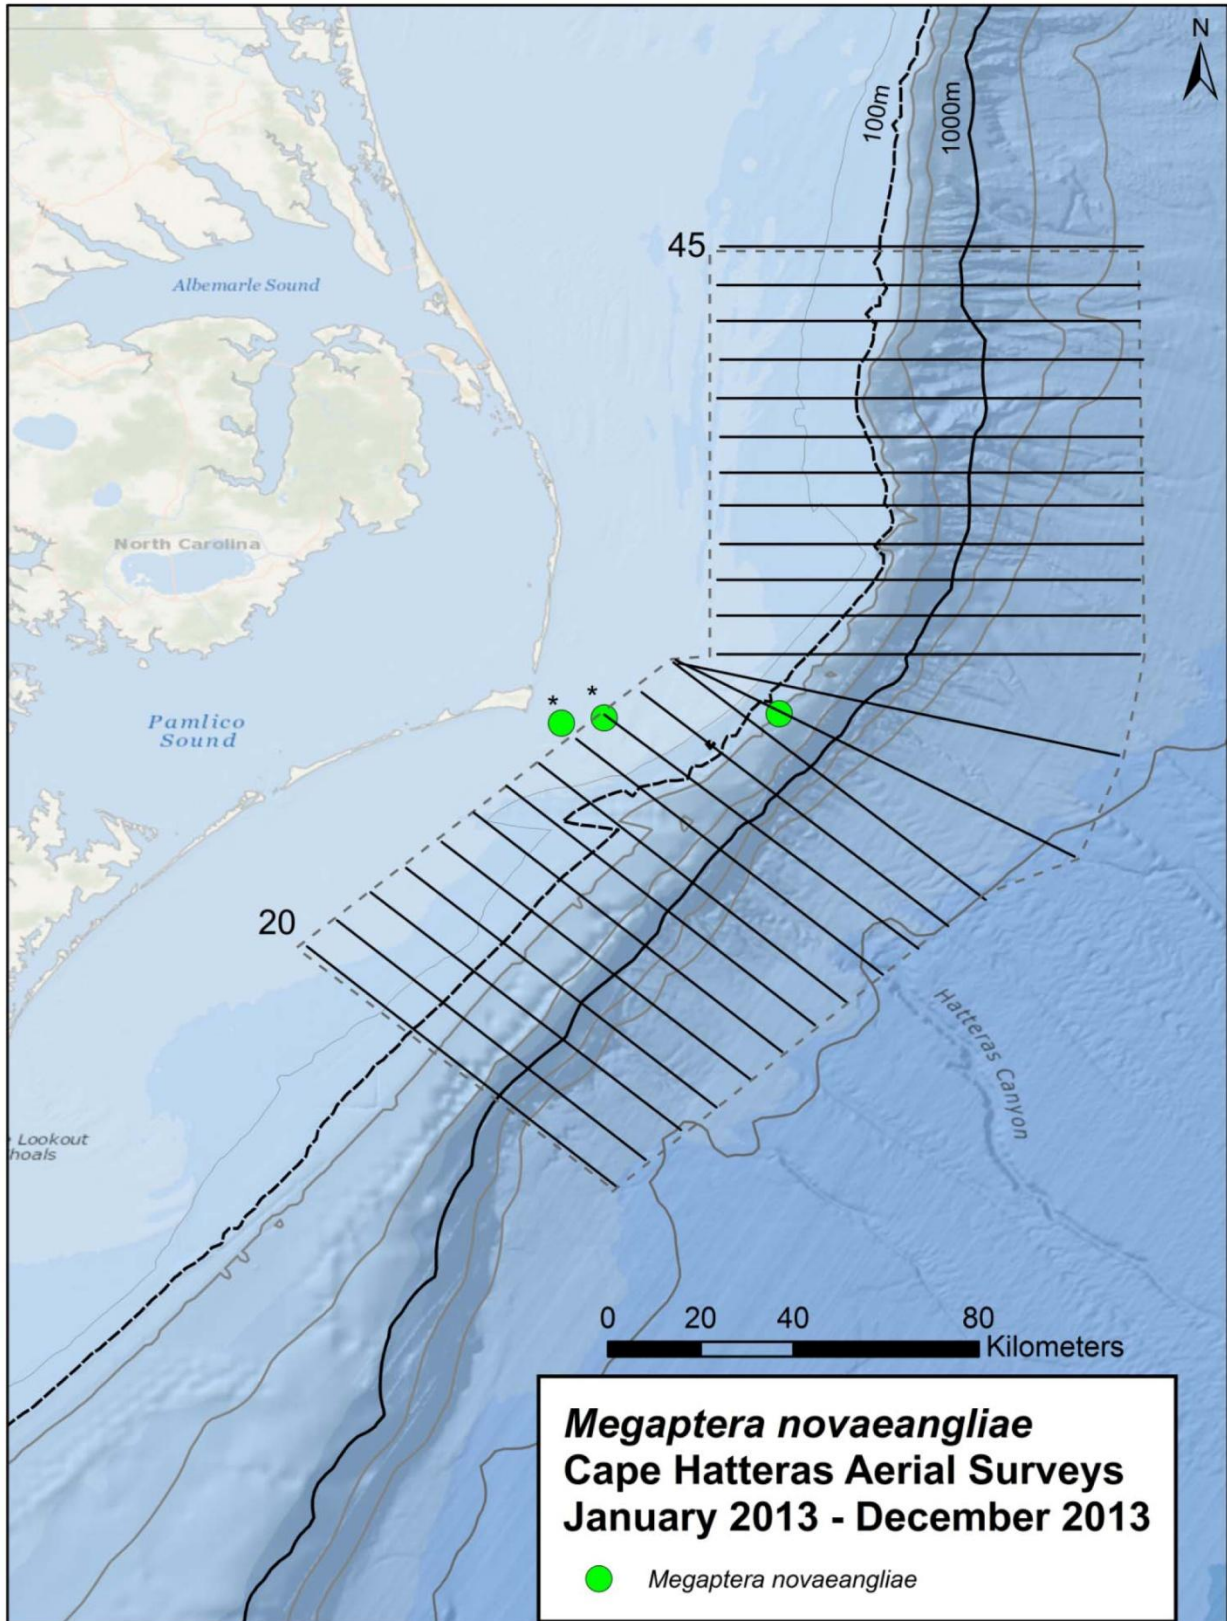 N
100m
1000m
45
Albemarle Sound
North Carolina
*
*
Pamlico
Sound
20
Hatteras Canyon
Lookout
hoals
0 20 40 80
Kilometers
Megaptera novaeangliae
Cape Hatteras Aerial Surveys
January 2013 - December 2013
Megaptera novaeangliae